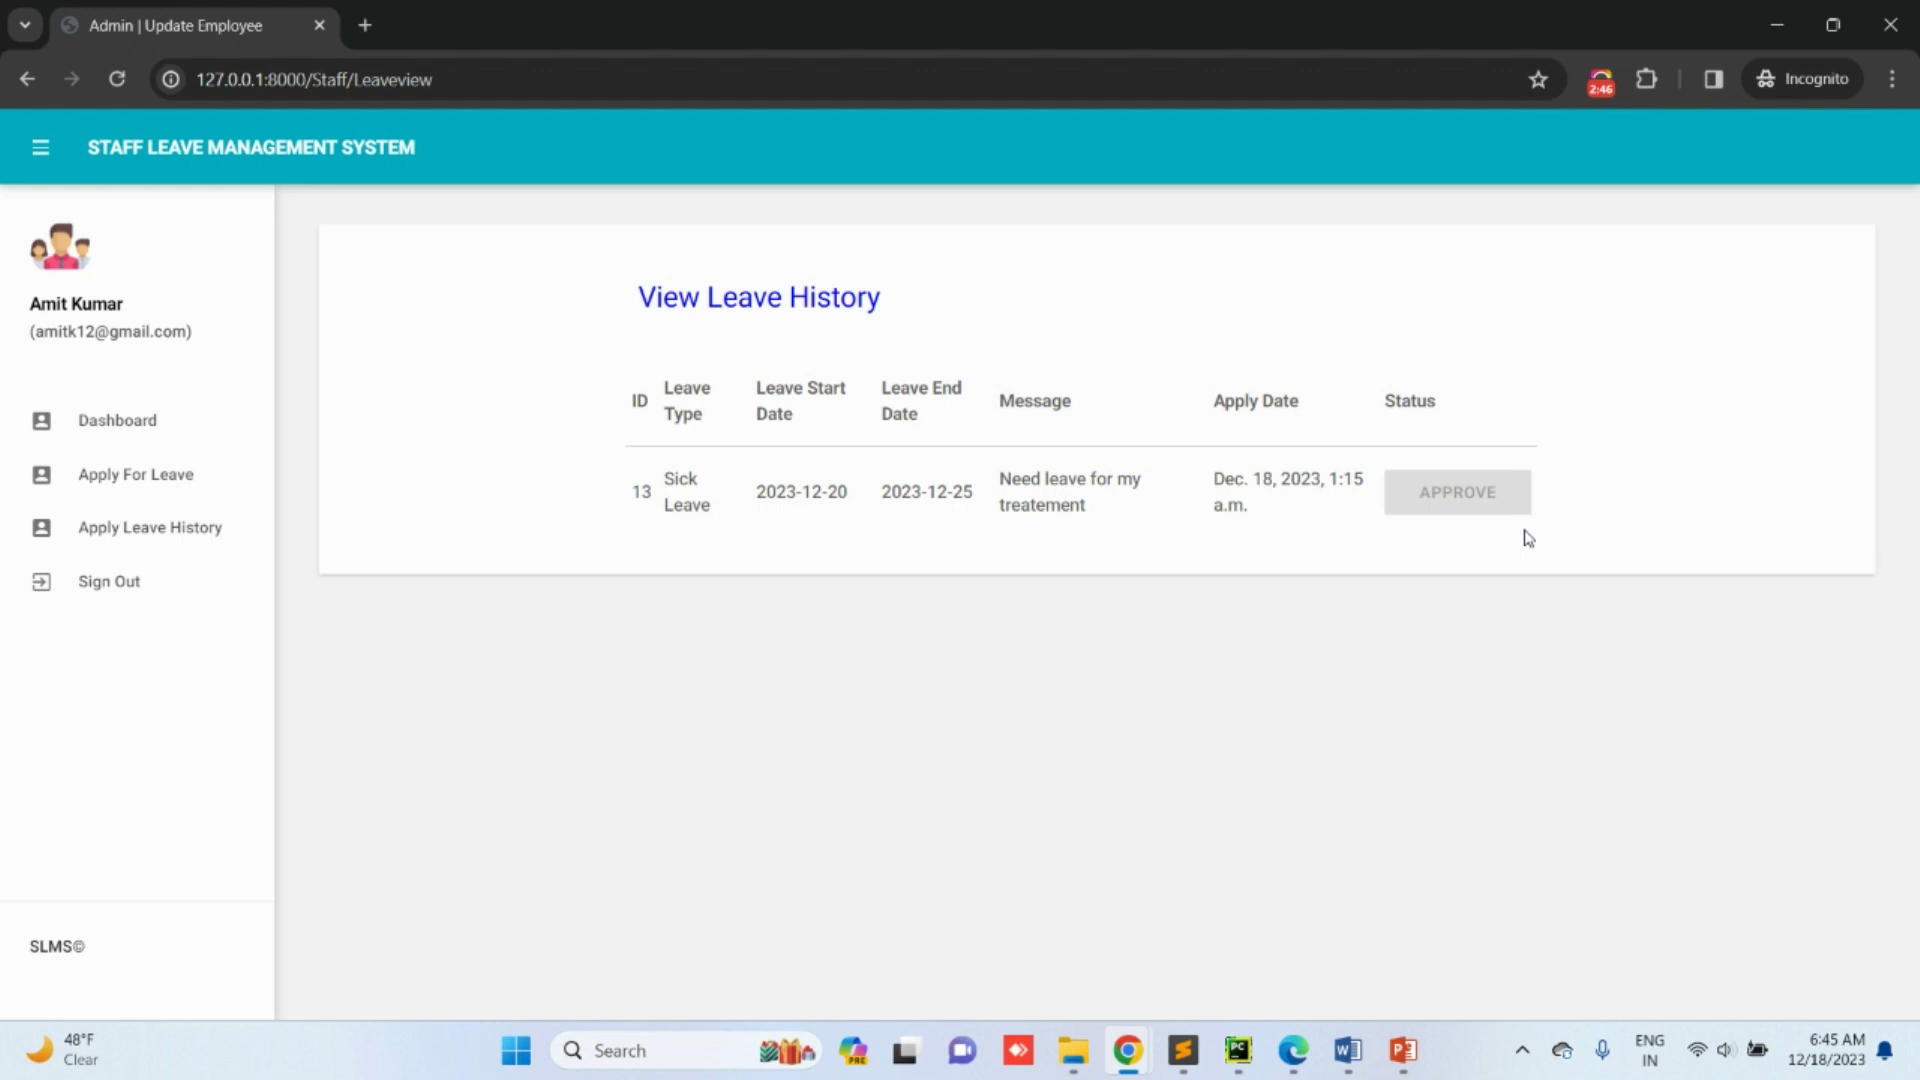 Admin | Update Employee
127.0.0.1:8000/Staff/Leaveview
2:46
Incognito
STAFF LEAVE MANAGEMENT SYSTEM
Amit Kumar
(amitk12@gmail.com)
Dashboard
Apply For Leave
Apply Leave History
Sign Out
SLMS©
View Leave History
ID Leave Type Leave Start Date Leave End Date Message Apply Date Status
13 Sick Leave 2023-12-20 2023-12-25 Need leave for my treatement Dec. 18, 2023, 1:15 a.m. APPROVE
48°F
Clear
Search
PRE
PC
ENG
IN
6:45 AM
12/18/2023